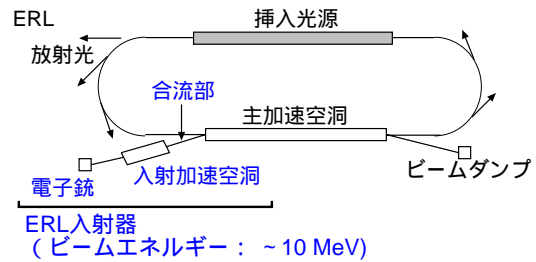 ERL
挿入光源
放射光
合流部
主加速空洞
電子銃
入射加速空洞
ビームダンプ
ERL入射器
(ビームエネルギー: ~10 MeV)